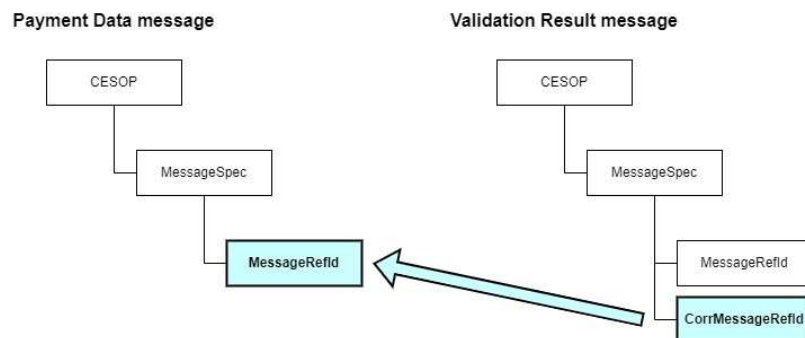 Payment Data message
Validation Result message
CESOP
CESOP
MessageSpec
MessageSpec
MessageRefId
MessageRefId
CorrMessageRefId